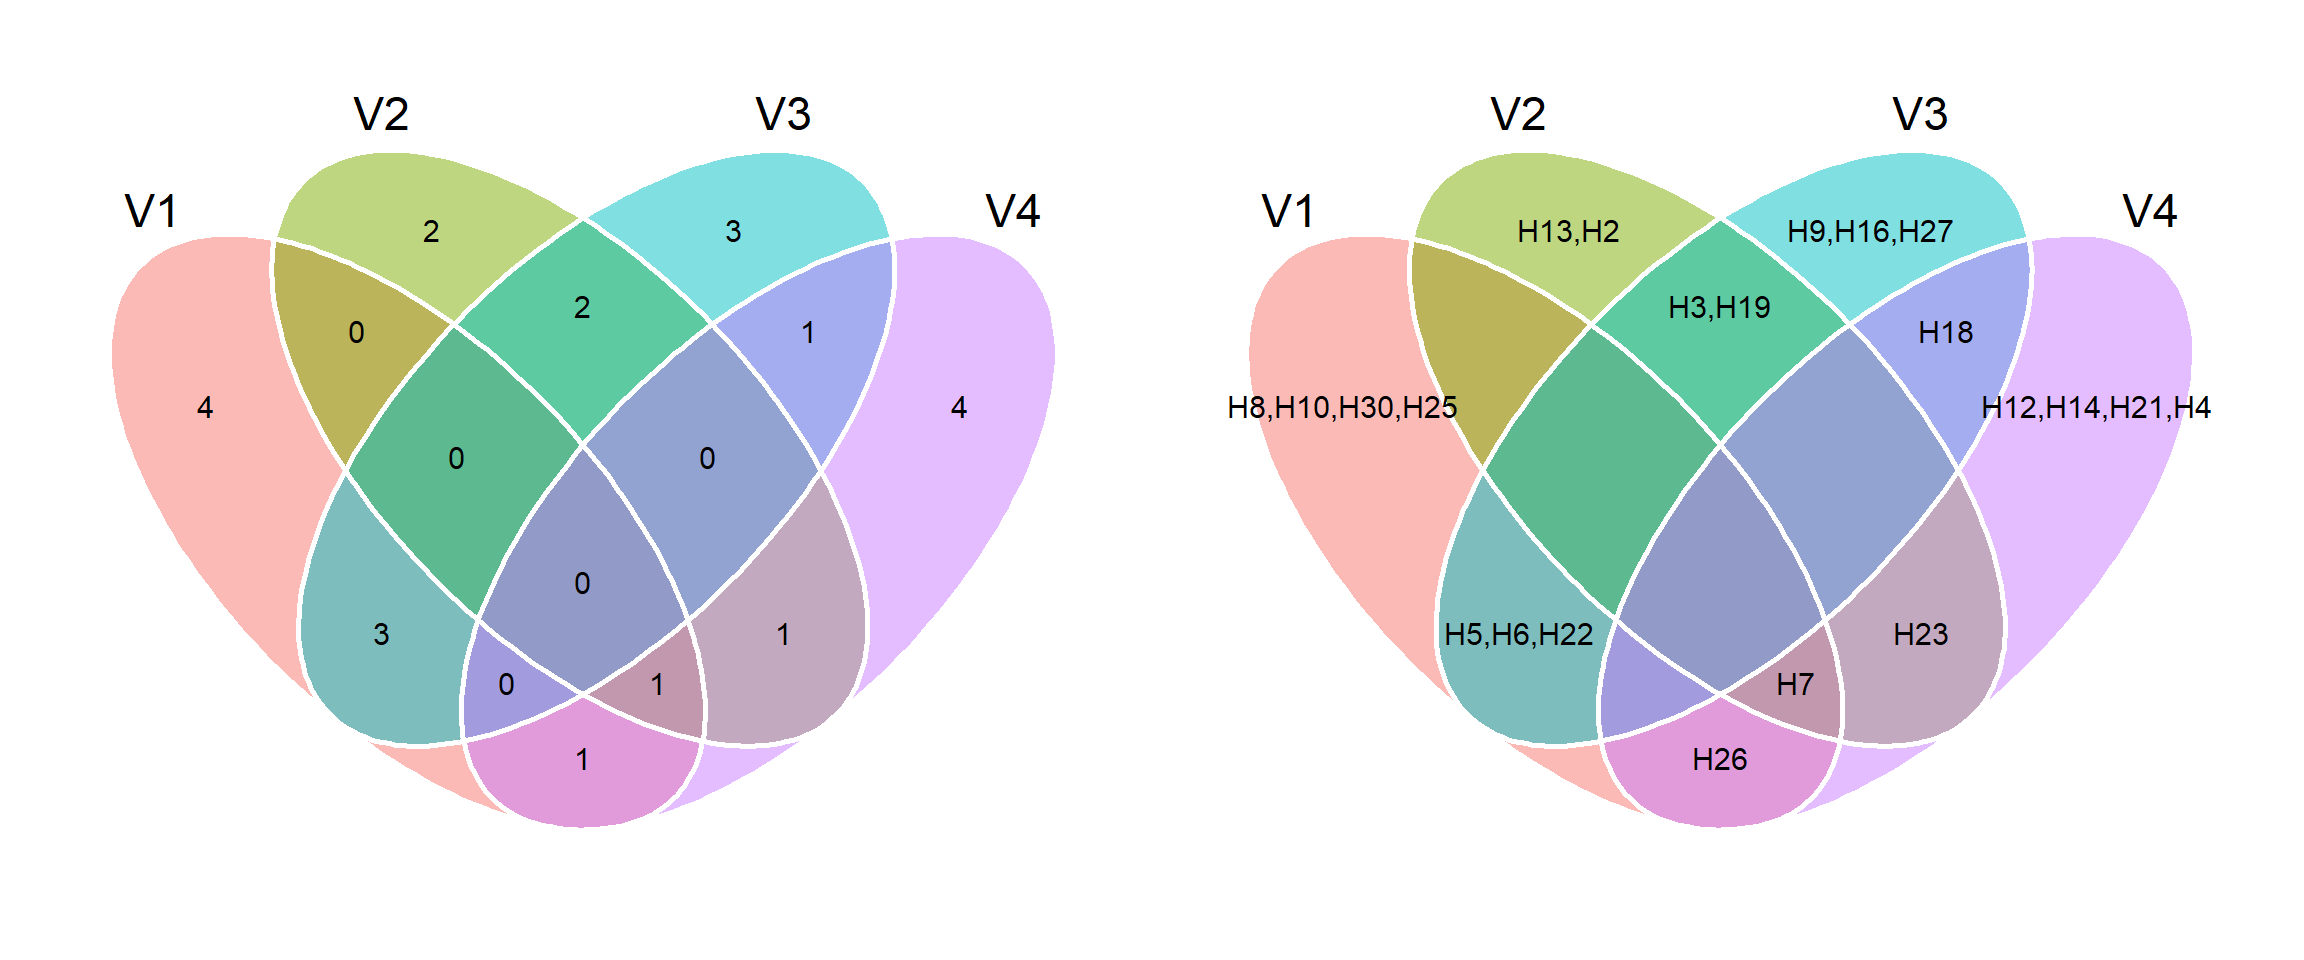 V2 V3
V1 V4
2 3
0 2 1
4 4
0 0
0
3 1
0 1
1
V2 V3
V1 V4
H13,H2 H9,H16,H27
H3,H19 H18
H8,H10,H30,H25 H12,H14,H21,H4
H5,H6,H22 H23
H7
H26